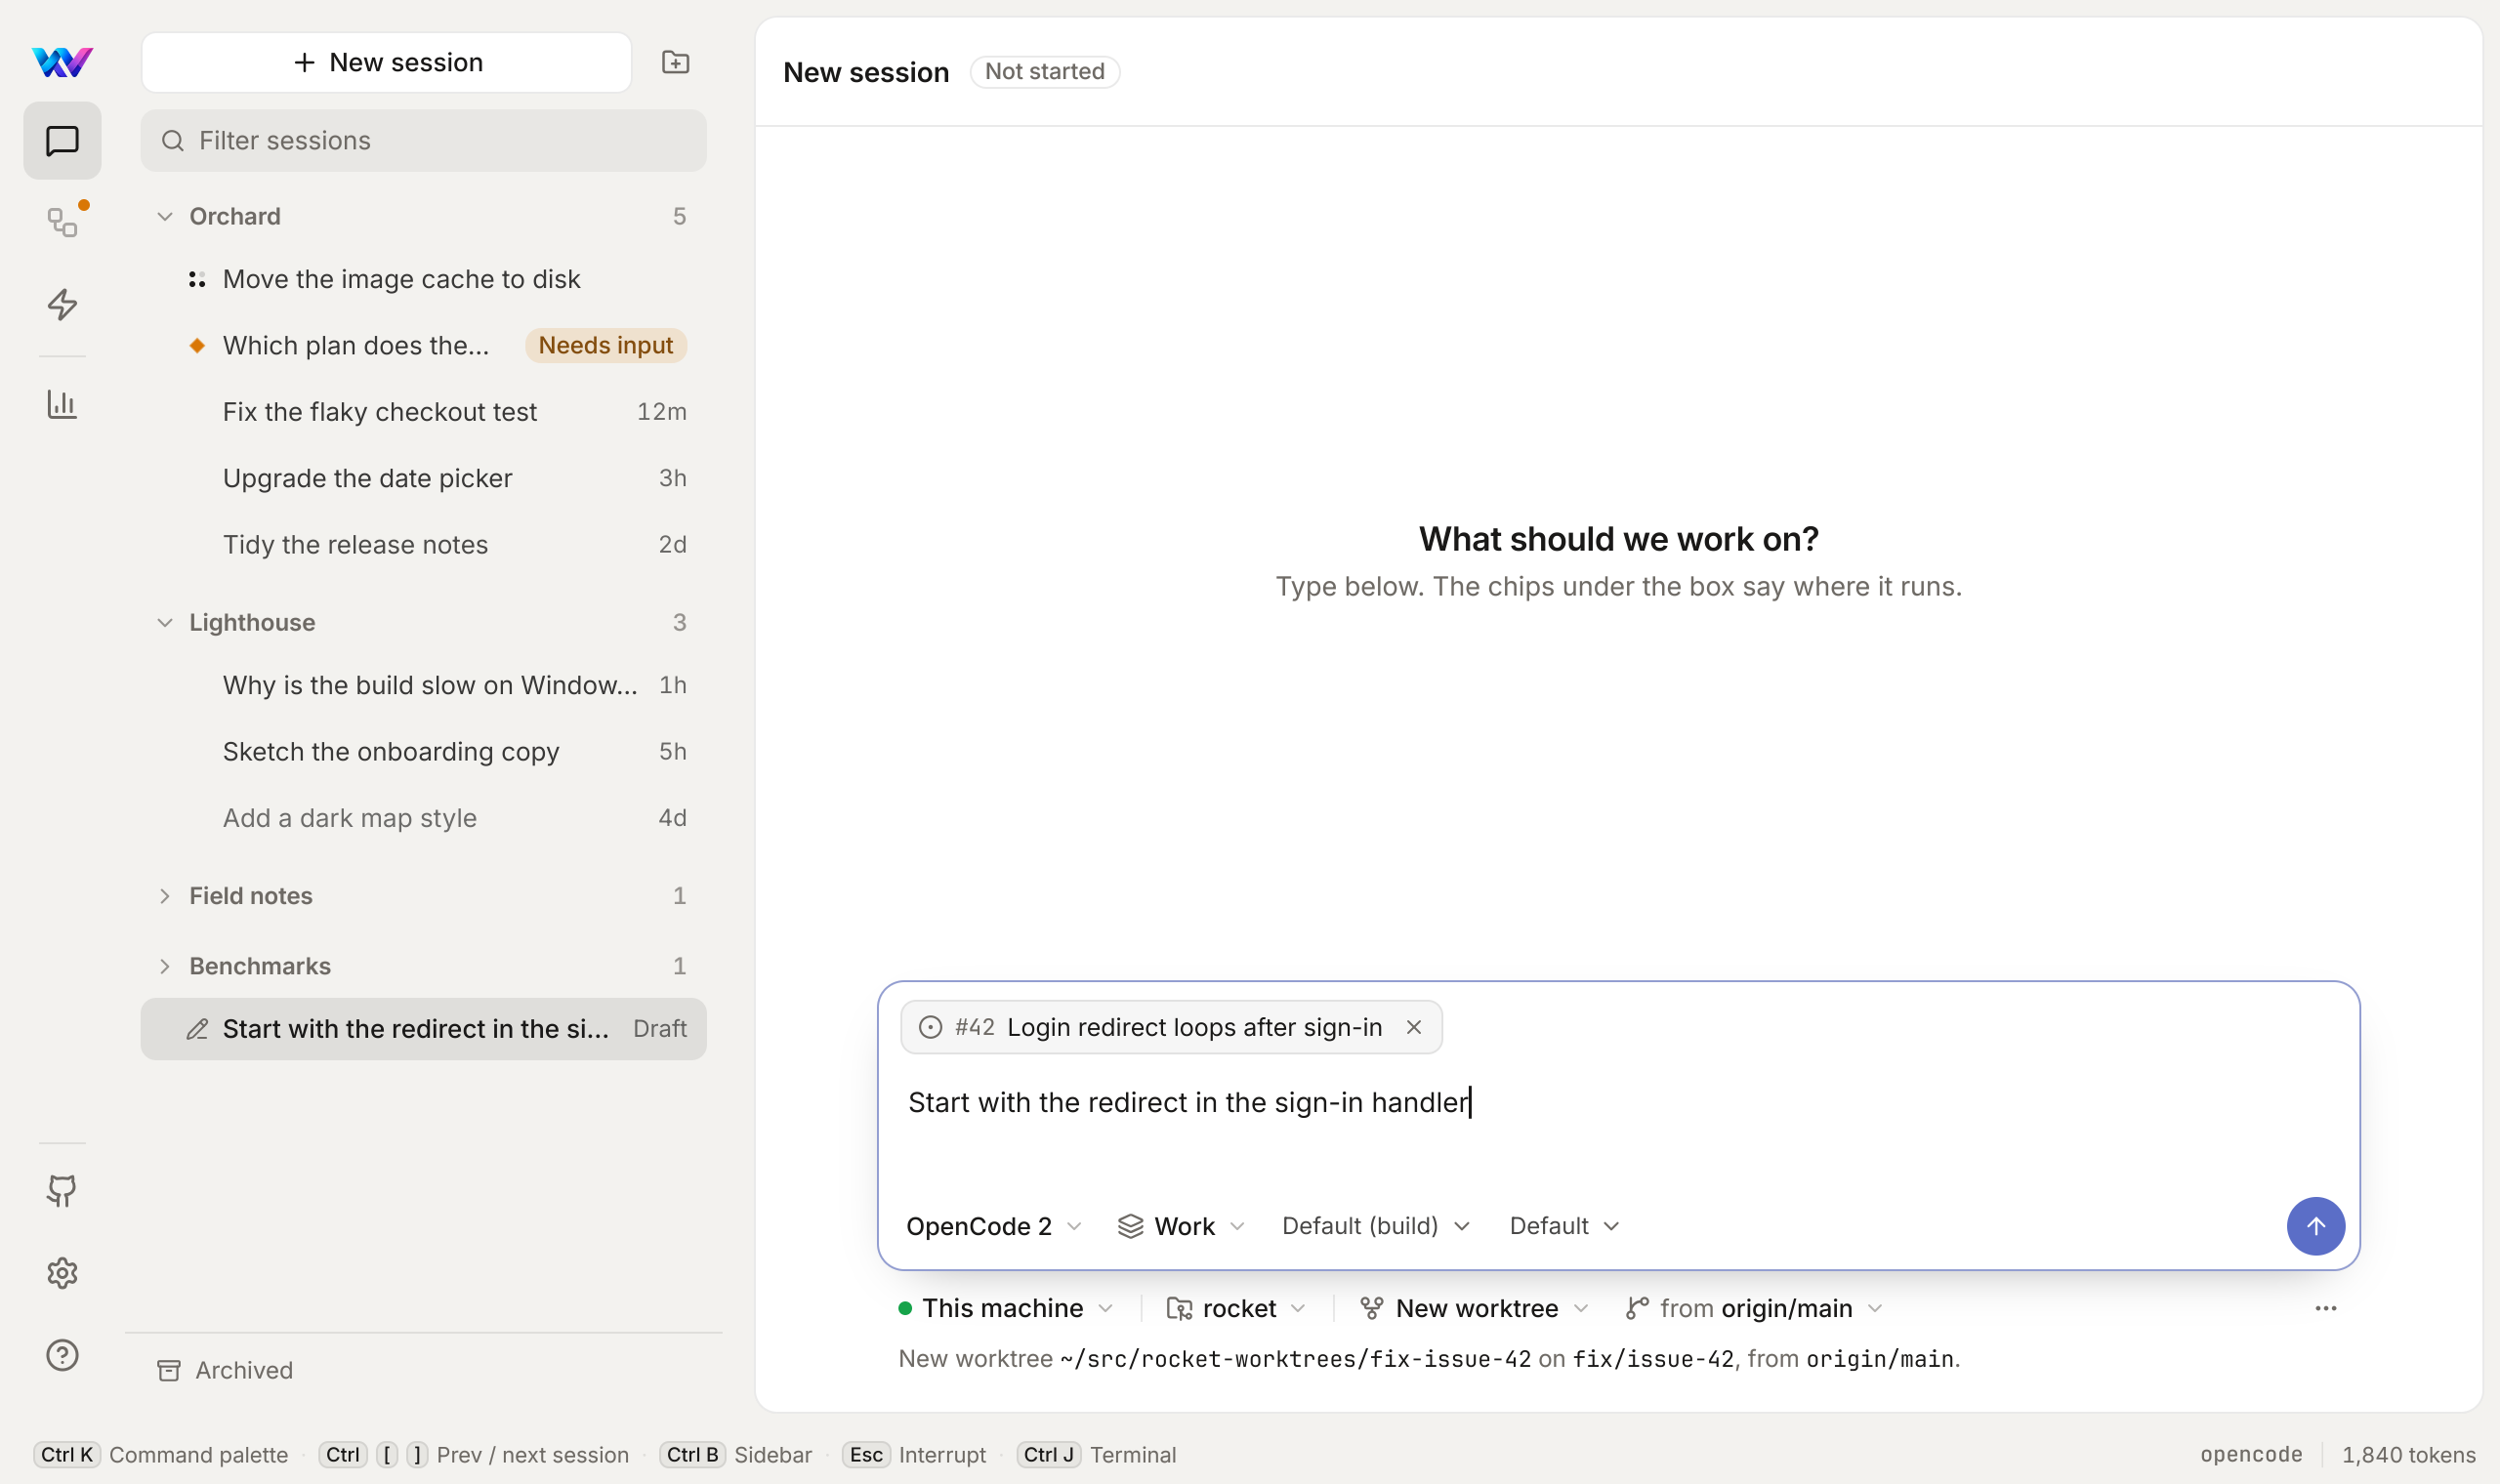 New session
Filter sessions
Orchard 5
Move the image cache to disk
Which plan does the... Needs input
Fix the flaky checkout test 12m
Upgrade the date picker 3h
Tidy the release notes 2d
Lighthouse 3
Why is the build slow on Window... 1h
Sketch the onboarding copy 5h
Add a dark map style 4d
Field notes 1
Benchmarks 1
Start with the redirect in the si... Draft
Archived
New session Not started
What should we work on?
Type below. The chips under the box say where it runs.
#42 Login redirect loops after sign-in
Start with the redirect in the sign-in handler
OpenCode 2 Work Default (build) Default
This machine rocket New worktree from origin/main
New worktree ~/src/rocket-worktrees/fix-issue-42 on fix/issue-42, from origin/main.
Ctrl K Command palette · Ctrl [ ] Prev / next session · Ctrl B Sidebar · Esc Interrupt · Ctrl J Terminal
opencode 1,840 tokens